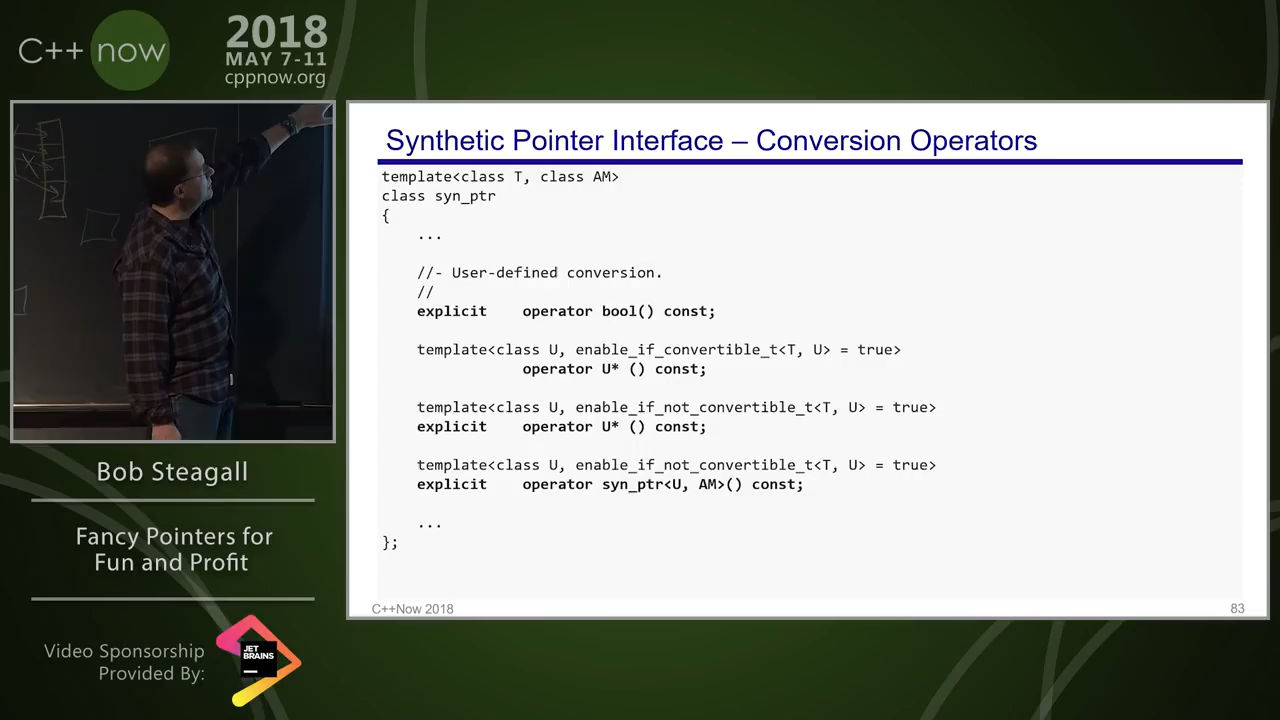 C++ now
2018
MAY 7-11
cppnow.org
Synthetic Pointer Interface – Conversion Operators
template<class T, class AM>
class syn_ptr
{
...
//- User-defined conversion.
//
explicit operator bool() const;
template<class U, enable_if_convertible_t<T, U> = true>
operator U* () const;
template<class U, enable_if_not_convertible_t<T, U> = true>
explicit operator U* () const;
template<class U, enable_if_not_convertible_t<T, U> = true>
explicit operator syn_ptr<U, AM>() const;
...
};
C++Now 2018
83
Bob Steagall
Fancy Pointers for
Fun and Profit
Video Sponsorship
Provided By:
JET
BRAINS